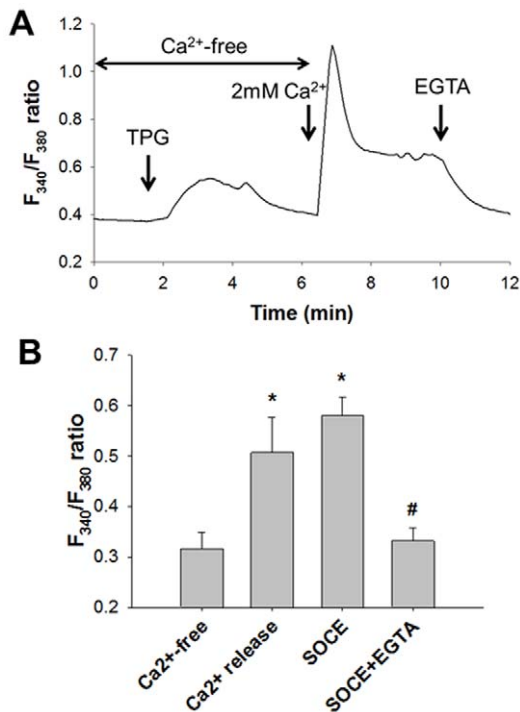 A
1.2
Ca²⁺-free
1.0
2mM Ca²⁺
EGTA
0.8
TPG
0.6
0.4
0.2
F₃₄₀/F₃₈₀ ratio
0 2 4 6 8 10 12
Time (min)
B
0.7
0.6
* *
0.5
0.4
#
0.3
0.2
F₃₄₀/F₃₈₀ ratio
Ca2+-free
Ca2+ release
SOCE
SOCE+EGTA